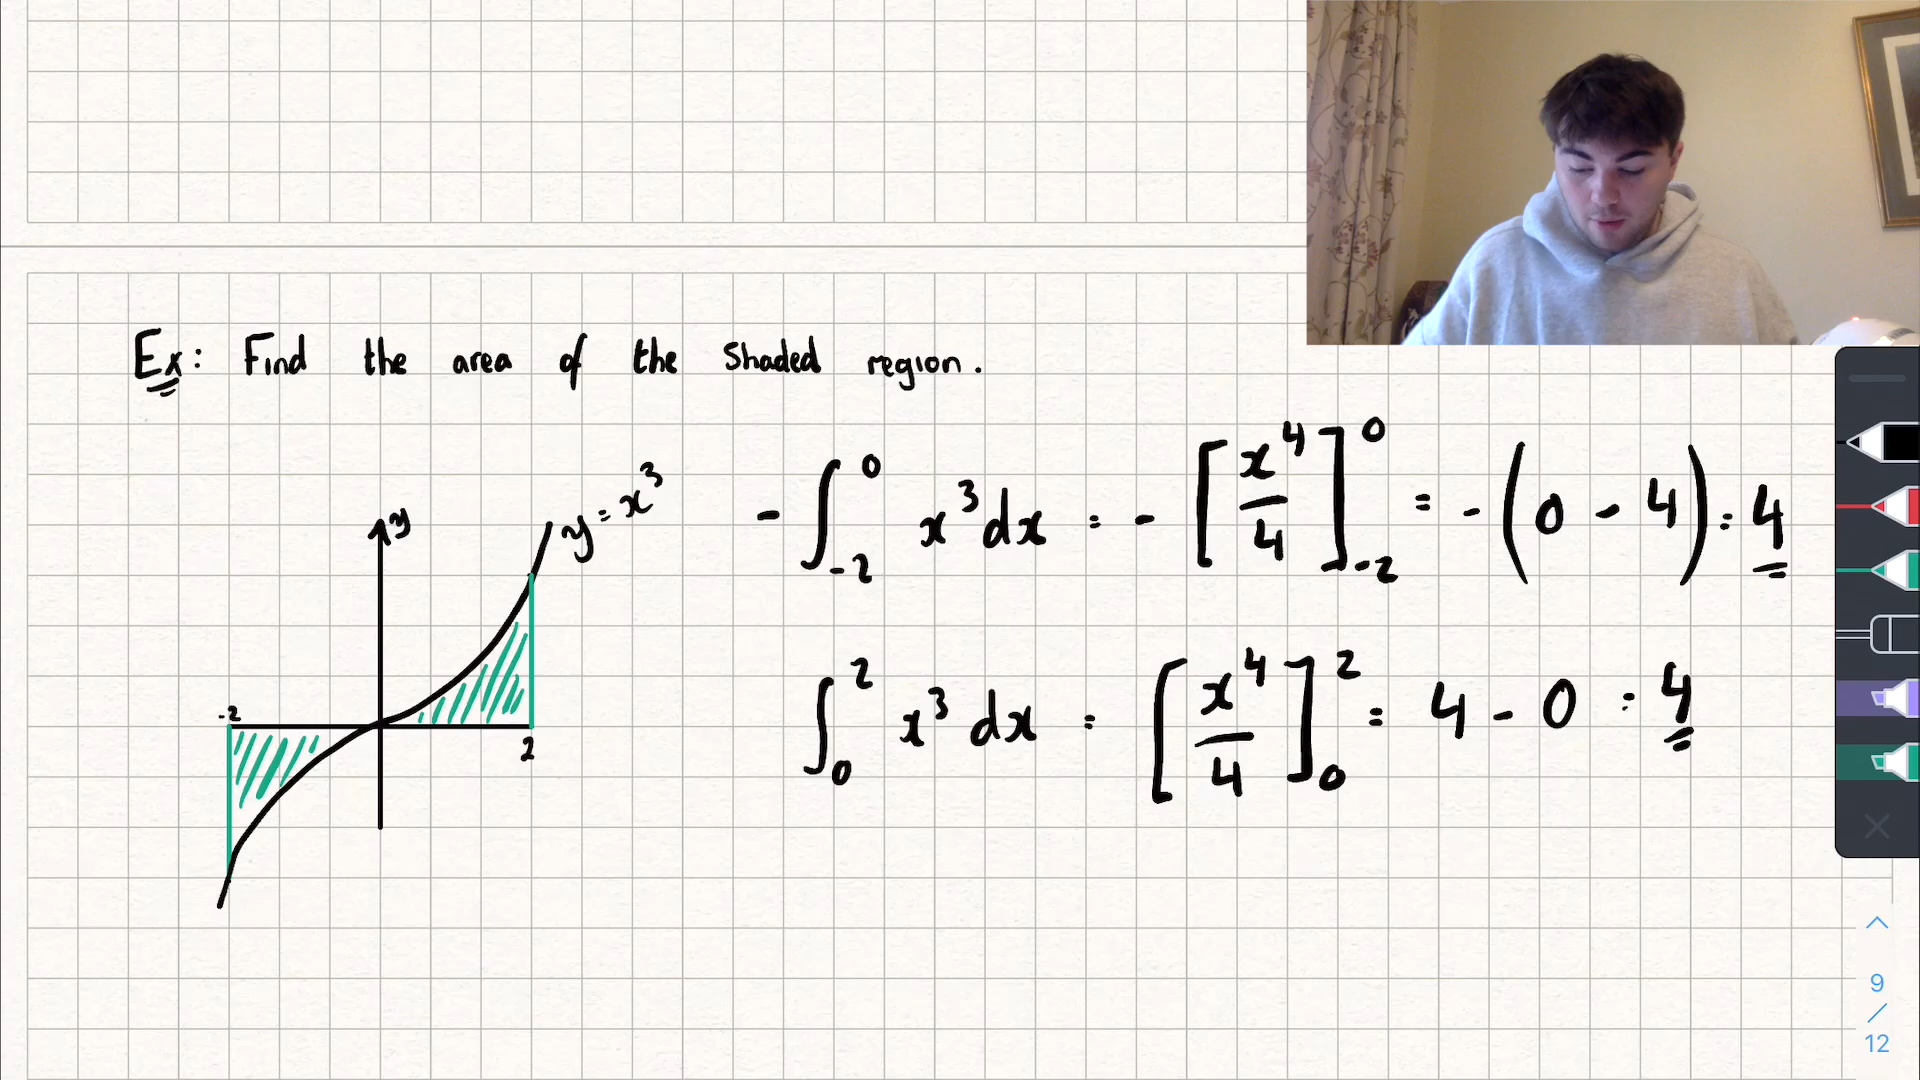 Ex: Find the area of the Shaded region.
- ∫₋₂⁰ x³ dx = - [x⁴/4]₋₂⁰ = - (0 - 4) = 4
y
y = x³
∫₀² x³ dx = [x⁴/4]₀² = 4 - 0 = 4
-2
2
9
/
12